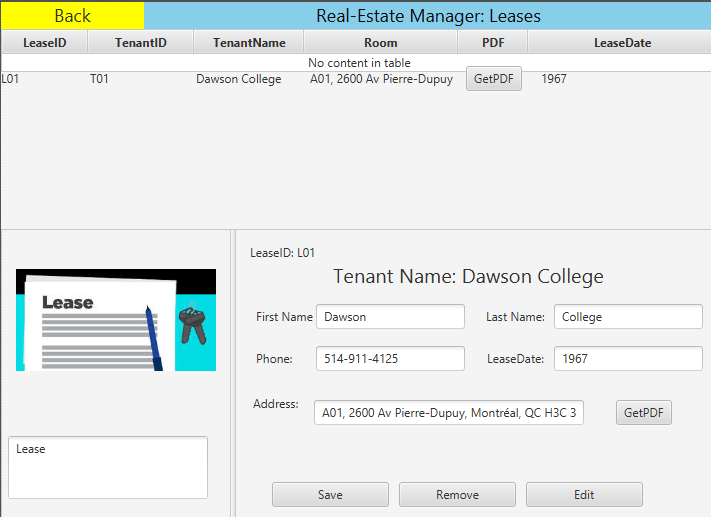 Back Real-Estate Manager: Leases
LeaseID TenantID TenantName Room PDF LeaseDate
No content in table
L01 T01 Dawson College A01, 2600 Av Pierre-Dupuy GetPDF 1967
LeaseID: L01
Tenant Name: Dawson College
Lease
First Name Dawson Last Name: College
Phone: 514-911-4125 LeaseDate: 1967
Address: A01, 2600 Av Pierre-Dupuy, Montréal, QC H3C 3 GetPDF
Lease
Save Remove Edit